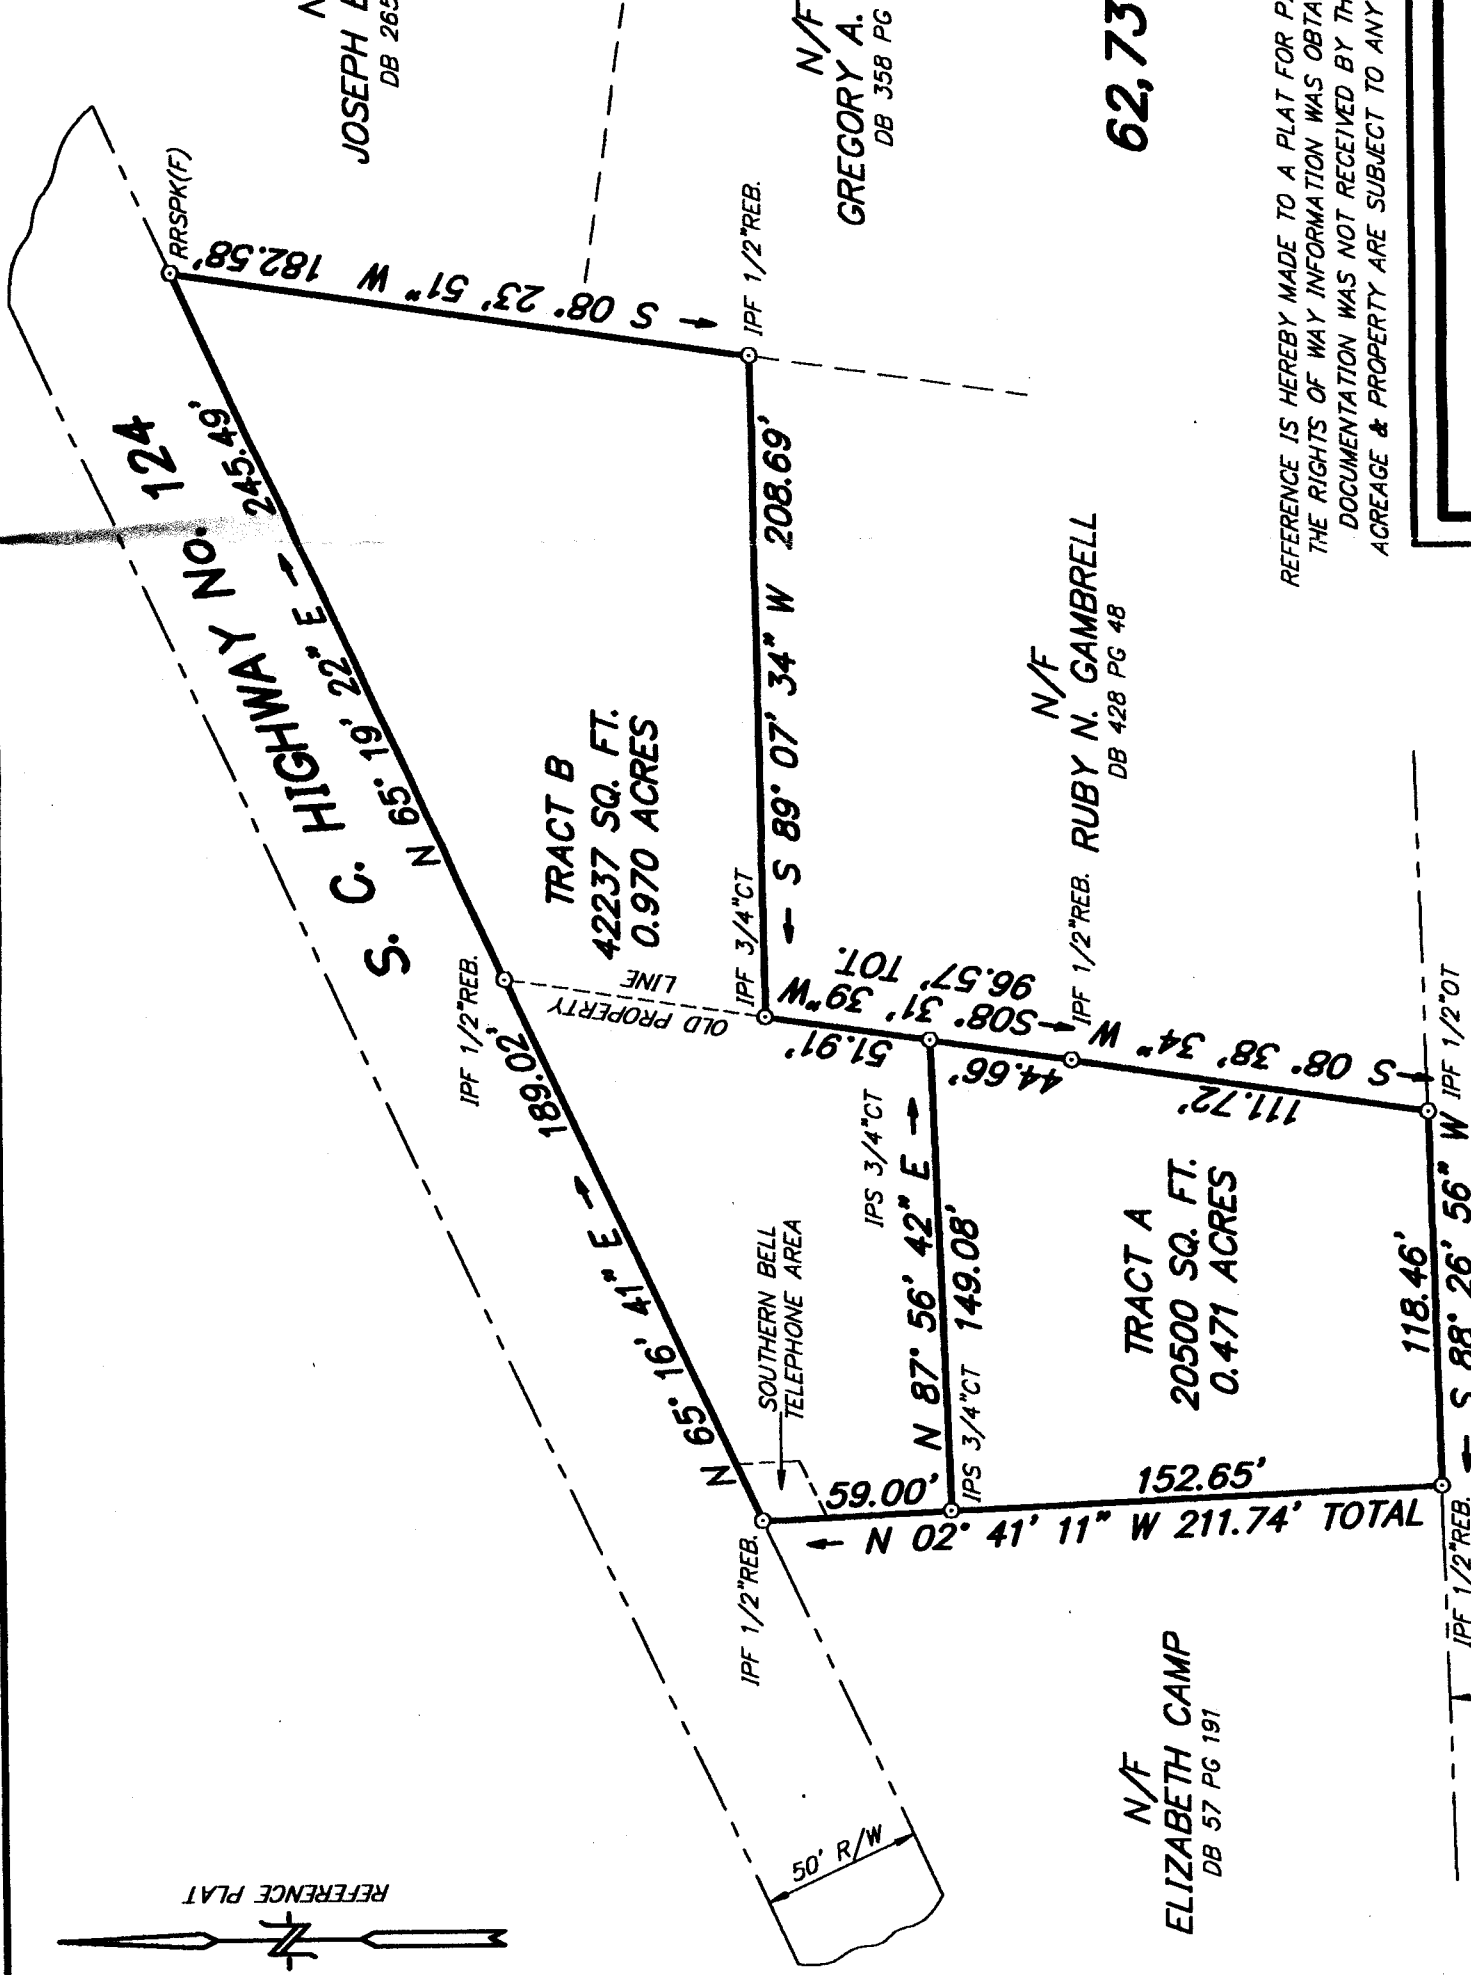 REFERENCE PLAT
S. C. HIGHWAY NO. 124
N 65° 19' 22" E
245.49'
RRSPK(F)
JOSEPH
DB 265
S 08° 23' 51" W 182.58'
IPF 1/2"REB.
N/F
GREGORY A.
DB 358 PG
62,73
IPF 1/2"REB.
N 65° 16' 41" E
189.02'
TRACT B
42237 SQ. FT.
0.970 ACRES
OLD PROPERTY
LINE
IPF 3/4"CT
S 89° 07' 34" W 208.69'
S08° 31' 39"W
96.57' TOT.
51.91'
44.66'
IPF 1/2"REB.
N/F
RUBY N. GAMBRELL
DB 428 PG 48
S 08° 38' 34" W
111.72'
IPF 1/2"OT
SOUTHERN BELL
TELEPHONE AREA
IPS 3/4"CT
N 87° 56' 42" E
149.08'
IPS 3/4"CT
TRACT A
20500 SQ. FT.
0.471 ACRES
118.46'
S 88° 26' 56" W
IPF 1/2"REB.
59.00'
152.65'
N 02° 41' 11" W 211.74' TOTAL
IPF 1/2"REB.
50' R/W
N/F
ELIZABETH CAMP
DB 57 PG 191
REFERENCE IS HEREBY MADE TO A PLAT FOR
THE RIGHTS OF WAY INFORMATION WAS OBTA
DOCUMENTATION WAS NOT RECEIVED BY TH
ACREAGE & PROPERTY ARE SUBJECT TO ANY